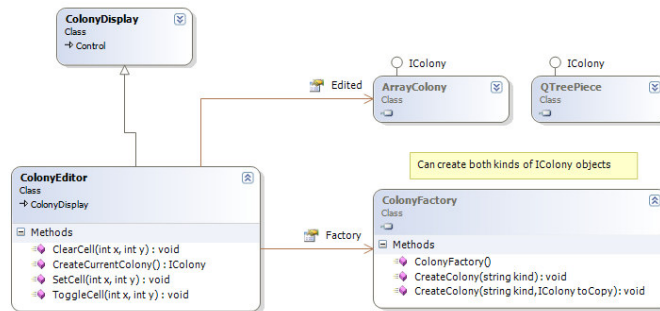 ColonyDisplay
Class
Control
IColony
IColony
Edited
ArrayColony
Class
QTreePiece
Class
ColonyEditor
Class
ColonyDisplay
Methods
ClearCell(int x, int y) : void
CreateCurrentColony() : IColony
SetCell(int x, int y) : void
ToggleCell(int x, int y) : void
Can create both kinds of IColony objects
Factory
ColonyFactory
Class
Methods
ColonyFactory()
CreateColony(string kind) : void
CreateColony(string kind, IColony toCopy) : void